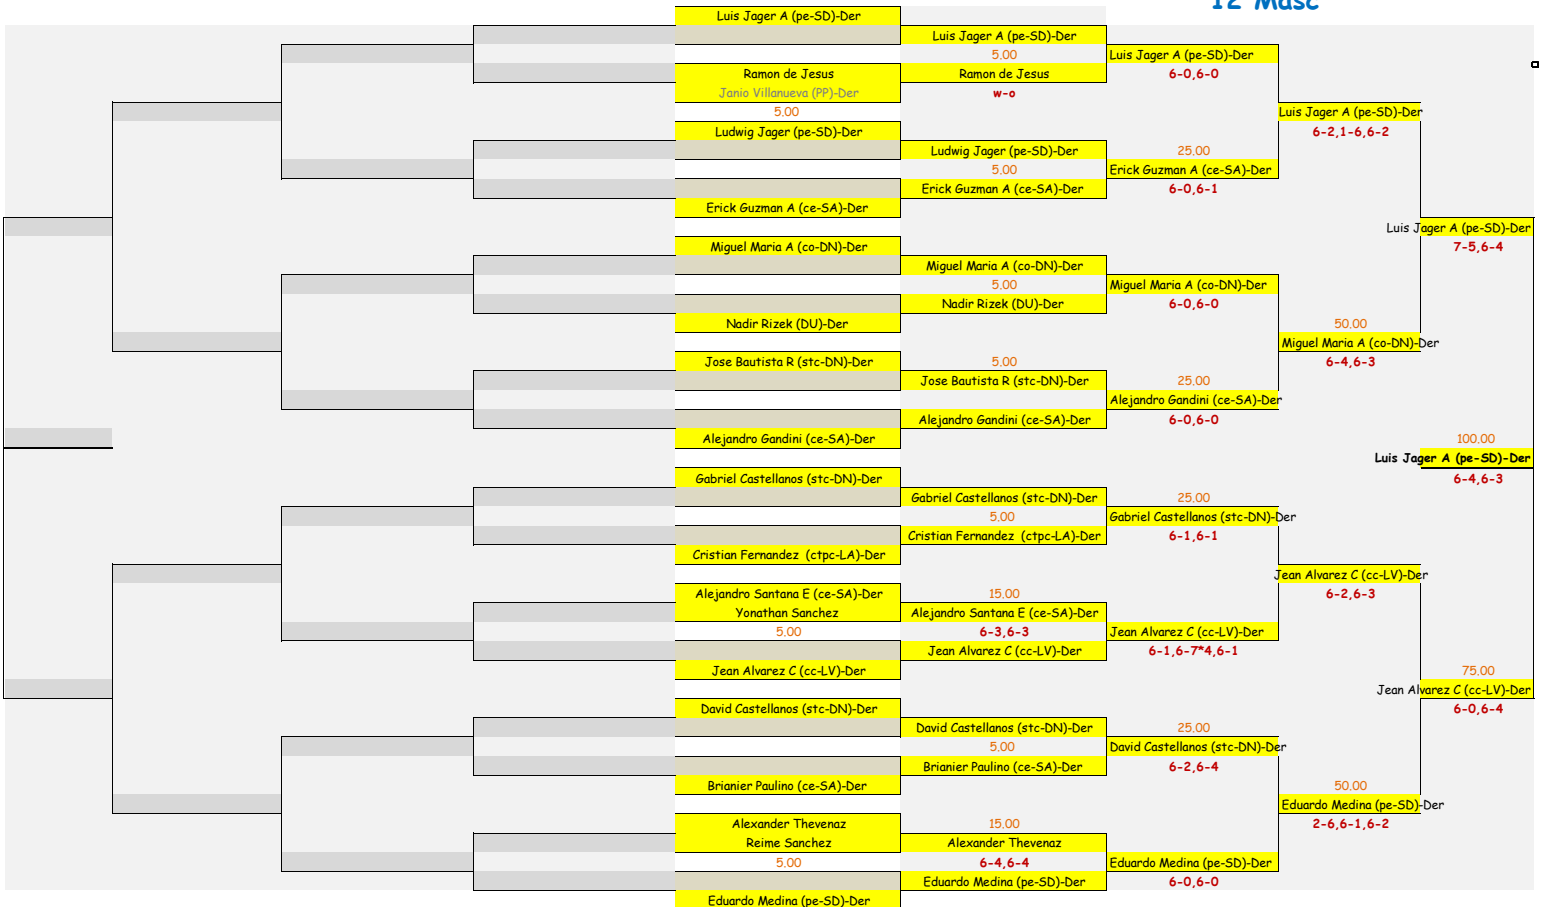 12 Masc
Luis Jager A (pe-SD)-Der
Ramon de Jesus
Janio Villanueva (PP)-Der
5.00
Ludwig Jager (pe-SD)-Der
Erick Guzman A (ce-SA)-Der
Miguel Maria A (co-DN)-Der
Nadir Rizek (DU)-Der
Jose Bautista R (stc-DN)-Der
Alejandro Gandini (ce-SA)-Der
Gabriel Castellanos (stc-DN)-Der
Cristian Fernandez (ctpc-LA)-Der
Alejandro Santana E (ce-SA)-Der
Yonathan Sanchez
5.00
Jean Alvarez C (cc-LV)-Der
David Castellanos (stc-DN)-Der
Brianier Paulino (ce-SA)-Der
Alexander Thevenaz
Reime Sanchez
5.00
Eduardo Medina (pe-SD)-Der
Luis Jager A (pe-SD)-Der
5.00
Ramon de Jesus
w-o
Ludwig Jager (pe-SD)-Der
5.00
Erick Guzman A (ce-SA)-Der
Miguel Maria A (co-DN)-Der
5.00
Nadir Rizek (DU)-Der
5.00
Jose Bautista R (stc-DN)-Der
Alejandro Gandini (ce-SA)-Der
Gabriel Castellanos (stc-DN)-Der
5.00
Cristian Fernandez (ctpc-LA)-Der
15.00
Alejandro Santana E (ce-SA)-Der
6-3,6-3
Jean Alvarez C (cc-LV)-Der
David Castellanos (stc-DN)-Der
5.00
Brianier Paulino (ce-SA)-Der
15.00
Alexander Thevenaz
6-4,6-4
Eduardo Medina (pe-SD)-Der
Luis Jager A (pe-SD)-Der
6-0,6-0
25.00
Erick Guzman A (ce-SA)-Der
6-0,6-1
Miguel Maria A (co-DN)-Der
6-0,6-0
25.00
Alejandro Gandini (ce-SA)-Der
6-0,6-0
25.00
Gabriel Castellanos (stc-DN)-Der
6-1,6-1
Jean Alvarez C (cc-LV)-Der
6-1,6-7*4,6-1
25.00
David Castellanos (stc-DN)-Der
6-2,6-4
Eduardo Medina (pe-SD)-Der
6-0,6-0
Luis Jager A (pe-SD)-Der
6-2,1-6,6-2
50.00
Miguel Maria A (co-DN)-Der
6-4,6-3
Jean Alvarez C (cc-LV)-Der
6-2,6-3
50.00
Eduardo Medina (pe-SD)-Der
2-6,6-1,6-2
Luis Jager A (pe-SD)-Der
7-5,6-4
100.00
Luis Jager A (pe-SD)-Der
6-4,6-3
75.00
Jean Alvarez C (cc-LV)-Der
6-0,6-4